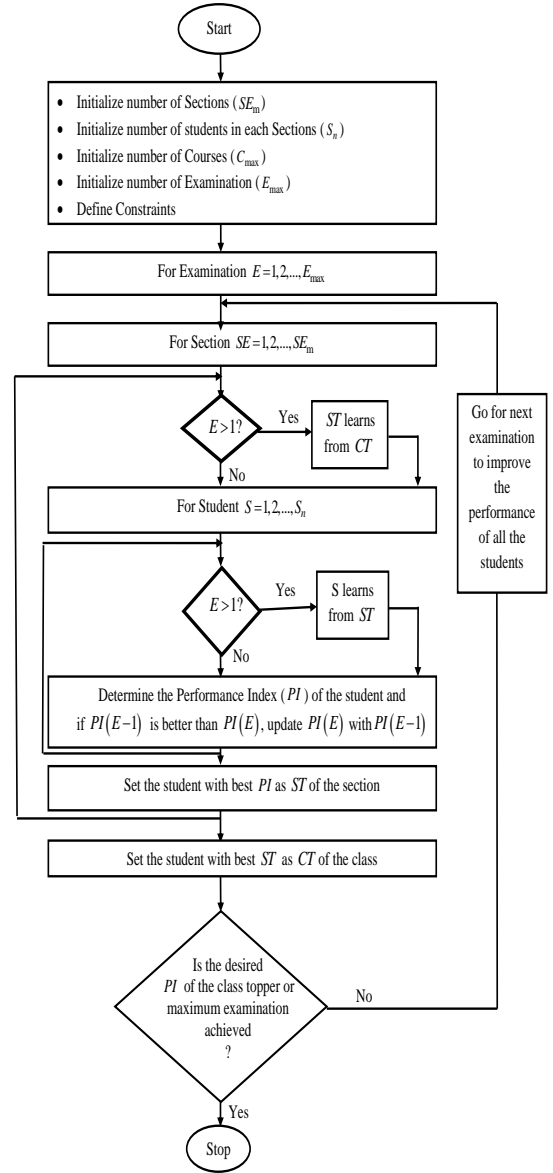 Start
• Initialize number of Sections (SEₘ)
• Initialize number of students in each Sections (Sₙ)
• Initialize number of Courses (Cₘₐₓ)
• Initialize number of Examination (Eₘₐₓ)
• Define Constraints
For Examination E=1,2,...,Eₘₐₓ
For Section SE=1,2,...,SEₘ
E>1?
Yes
ST learns
from CT
No
For Student S=1,2,...,Sₙ
E>1?
Yes
S learns
from ST
No
Determine the Performance Index (PI) of the student and
if PI(E−1) is better than PI(E), update PI(E) with PI(E−1)
Set the student with best PI as ST of the section
Set the student with best ST as CT of the class
Is the desired
PI of the class topper or
maximum examination
achieved
?
No
Go for next
examination
to improve
the
performance
of all the
students
Yes
Stop